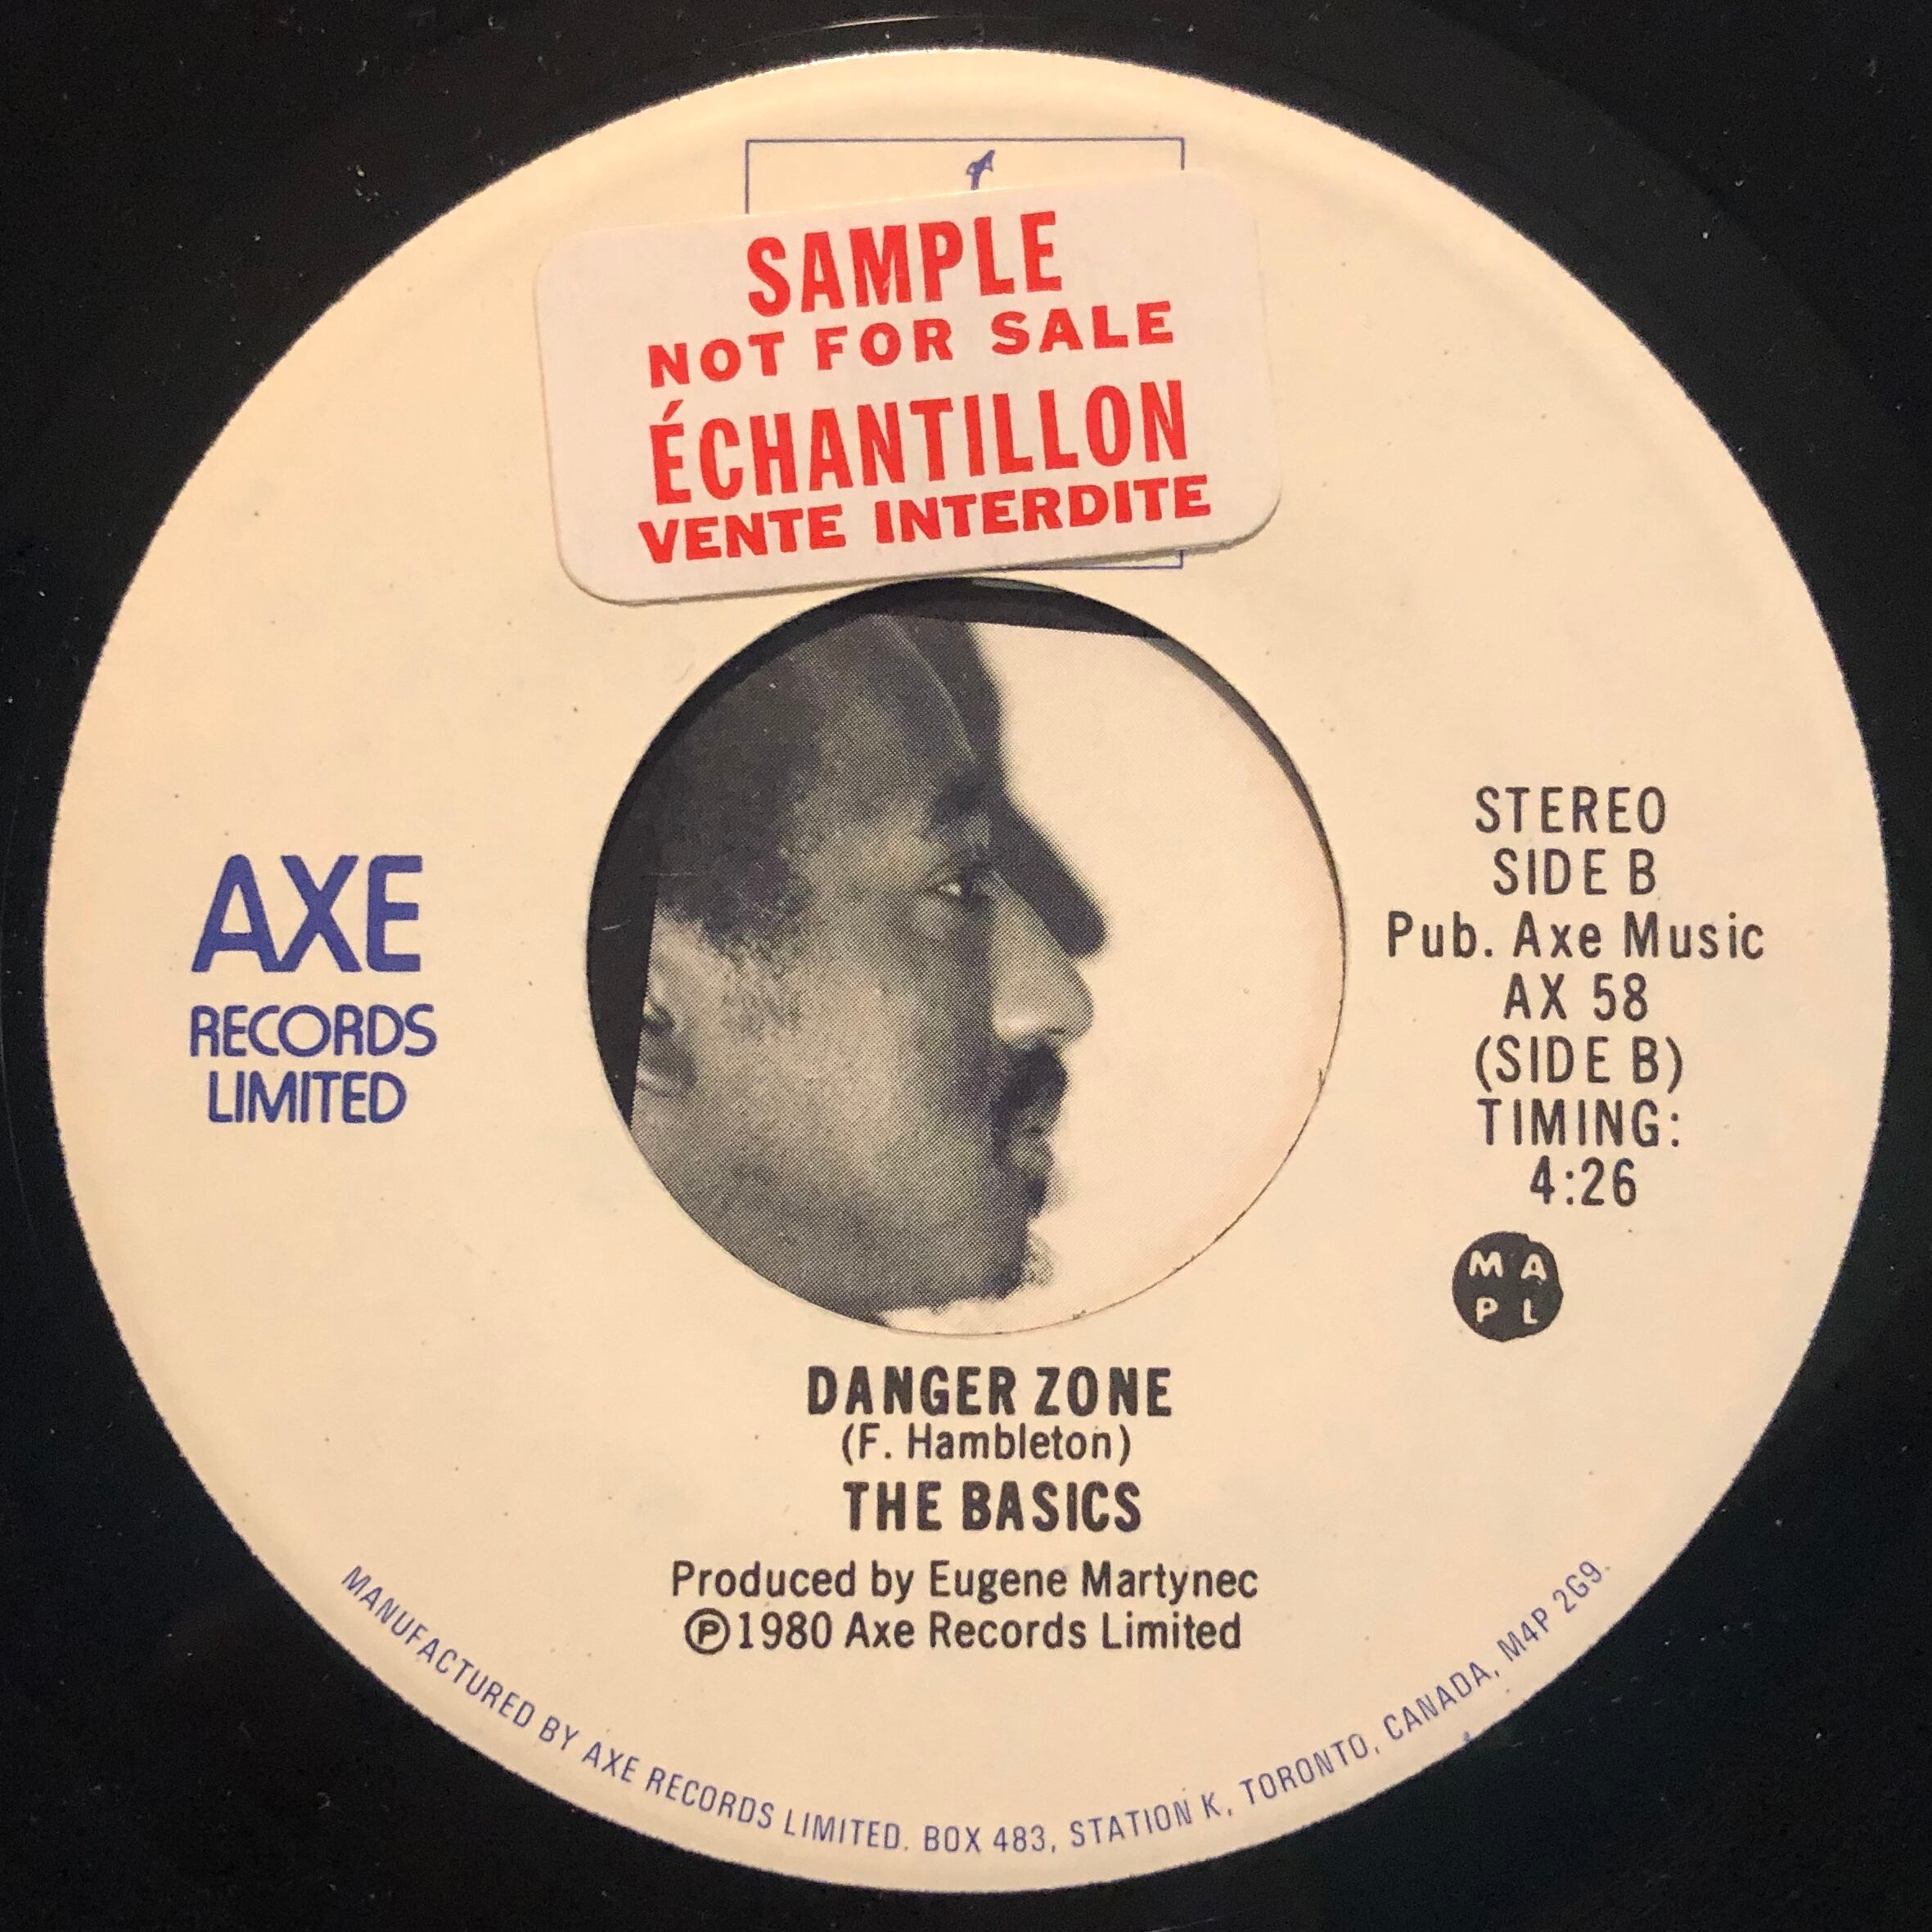 SAMPLE
NOT FOR SALE
ÉCHANTILLON
VENTE INTERDITE
AXE
RECORDS
LIMITED
STEREO
SIDE B
Pub. Axe Music
AX 58
(SIDE B)
TIMING:
4:26
M A
P L
DANGER ZONE
(F. Hambleton)
THE BASICS
Produced by Eugene Martynec
℗1980 Axe Records Limited
MANUFACTURED BY AXE RECORDS LIMITED. BOX 483, STATION K, TORONTO, CANADA, M4P 2G9.